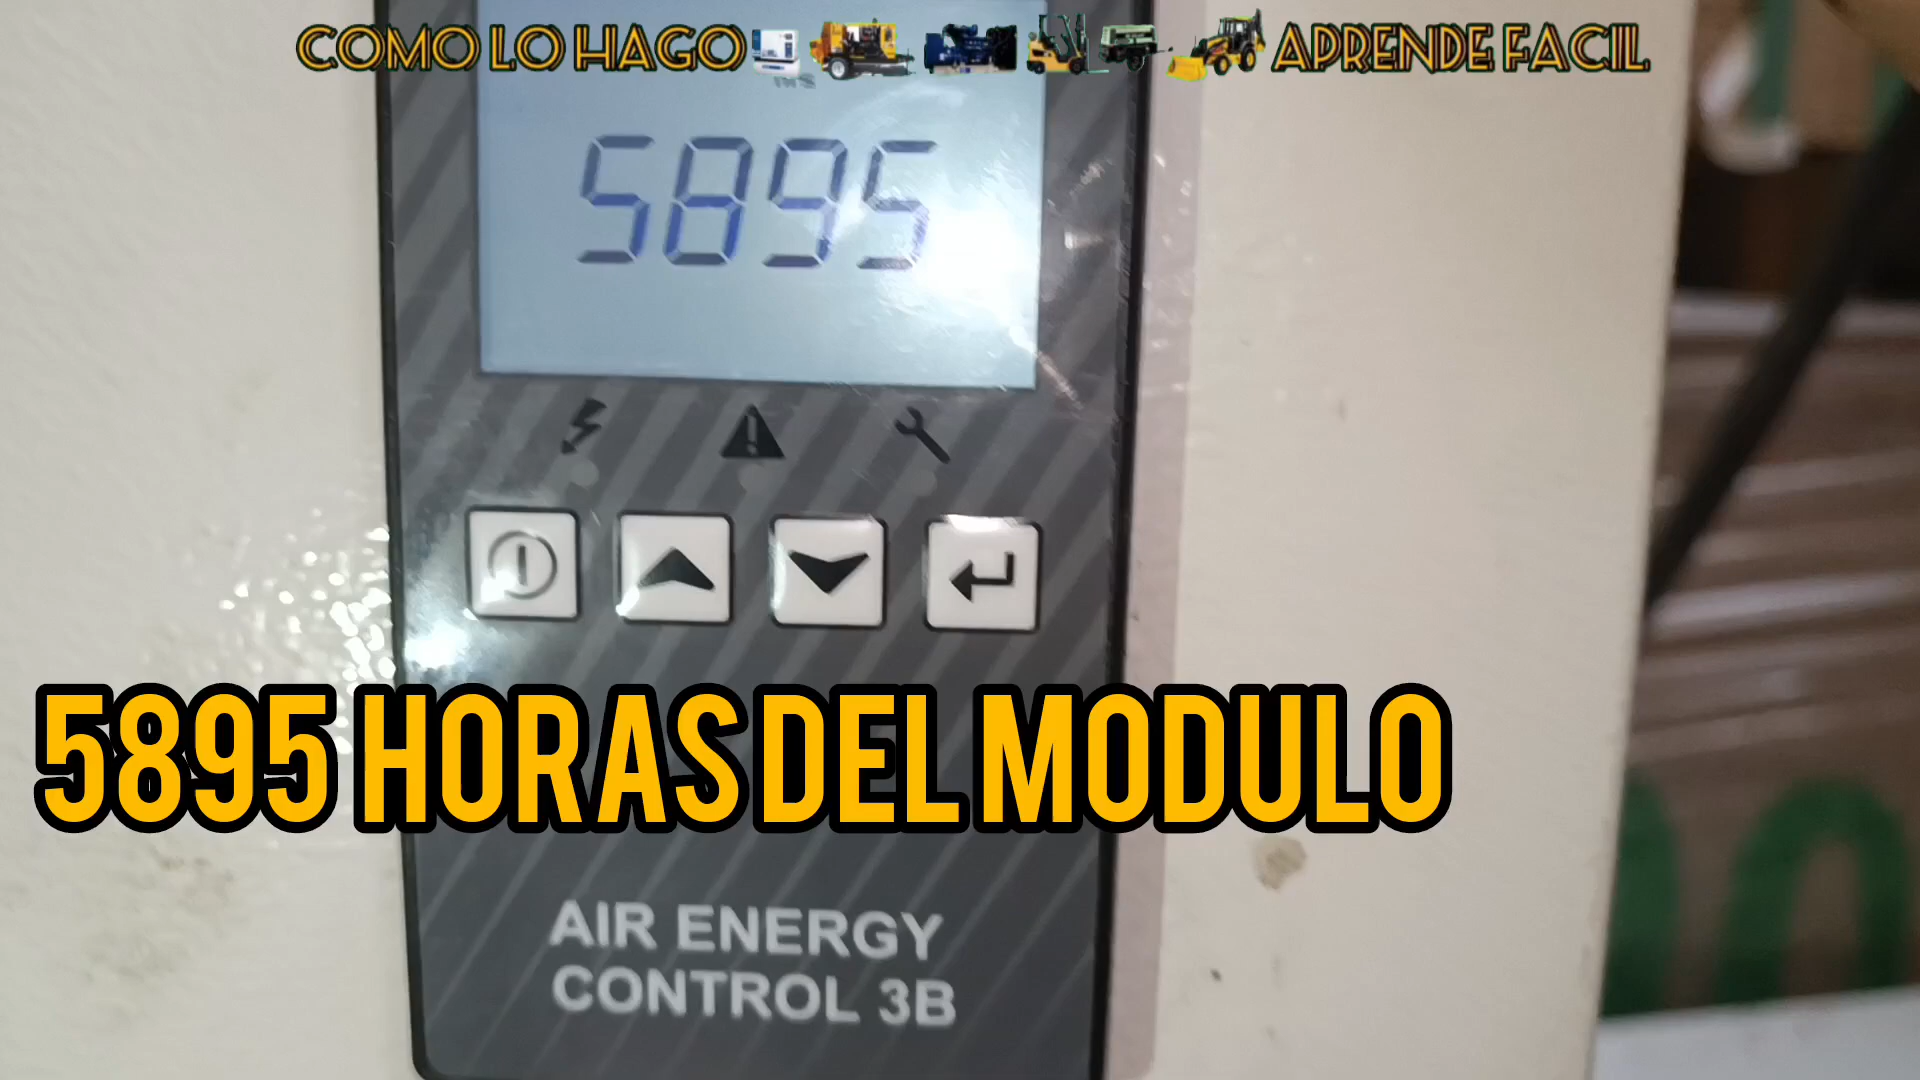 COMO LO HAGO APRENDE FACIL
5895
5895 HORAS DEL MODULO
AIR ENERGY
CONTROL 3B